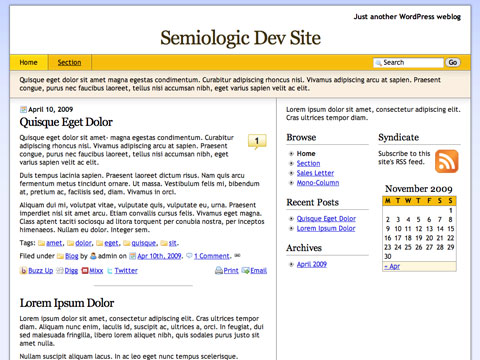 Just another WordPress weblog
Semiologic Dev Site
Home Section Search Go
Quisque eget dolor sit amet magna egestas condimentum. Curabitur adipiscing rhoncus nisl. Vivamus adipiscing arcu at sapien. Praesent
congue, purus nec faucibus laoreet, tellus nisi accumsan nibh, eget varius sapien velit ac elit.
April 10, 2009
Quisque Eget Dolor
1
Quisque eget dolor sit amet- magna egestas condimentum. Curabitur
adipiscing rhoncus nisl. Vivamus adipiscing arcu at sapien. Praesent
congue, purus nec faucibus laoreet, tellus nisi accumsan nibh, eget
varius sapien velit ac elit.
Duis tempus lacinia sapien. Praesent laoreet dictum risus. Nam quis arcu
fermentum metus tincidunt ornare. Ut massa. Vestibulum felis mi, bibendum
at, pretium ac, facilisis sed, diam. Vivamus in orci.
Aliquam dui mi, volutpat vitae, vulputate quis, vulputate eu, urna. Praesent
imperdiet nisi sit amet arcu. Etiam convallis cursus felis. Vivamus eget magna.
Class aptent taciti sociosqu ad litora torquent per conubia nostra, per inceptos
himenaeos. Nullam eu dolor. Integer sem.
Tags: amet, dolor, eget, quisque, sit.
Filed under Blog by admin on Apr 10th, 2009. 1 Comment.
Buzz Up Digg Mixx Twitter Print Email
Lorem Ipsum Dolor
Lorem ipsum dolor sit amet, consectetur adipiscing elit. Cras ultrices tempor
diam. Aliquam nunc enim, iaculis id, suscipit ac, ultrices a, orci. In feugiat, dui
sed malesuada fringilla, libero lorem aliquet nibh, quis sodales purus justo sit
amet nulla.
Nullam suscipit aliquam lacus. In ac eget nunc tempus scelerisque.
Lorem ipsum dolor sit amet, consectetur adipiscing elit.
Cras ultrices tempor diam.
Browse
Home
Section
Sales Letter
Mono-Column
Recent Posts
Quisque Eget Dolor
Lorem Ipsum Dolor
Archives
April 2009
Syndicate
Subscribe to this
site's RSS feed.
November 2009
M T W T F S S
1
2 3 4 5 6 7 8
9 10 11 12 13 14 15
16 17 18 19 20 21 22
23 24 25 26 27 28 29
30
« Apr